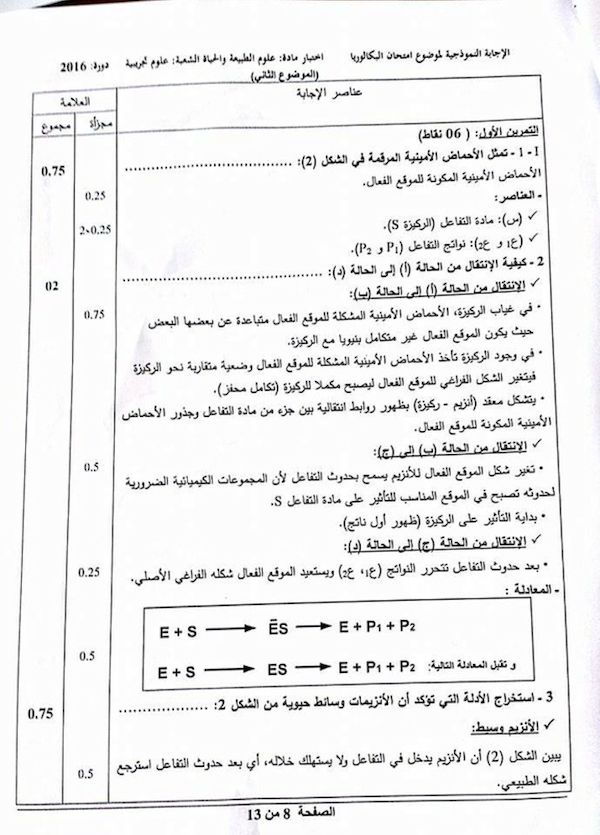 الإجابة النموذجية لموضوع امتحان البكالوريا اختبار مادة: علوم الطبيعة والحياة الشعبة: علوم تجريبية دورة: 2016
(الموضوع الثاني)
عناصر الإجابة العلامة
مجزأة مجموع
التمرين الأول: ( 06 نقاط)
1 - 1 - تمثل الأحماض الأمينية المرقمة في الشكل (2): .......................... 0.75
الأحماض الأمينية المكونة للموقع الفعال. 0.25
- العناصر:
✓ (س): مادة التفاعل (الركيزة S). 2×0.25
✓ (ع1 و ع2): نواتج التفاعل (P1 و P2).
2 - كيفية الإنتقال من الحالة (أ) إلى الحالة (د): .......................... 02
✓ الإنتقال من الحالة (أ) إلى الحالة (ب):
• في غياب الركيزة، الأحماض الأمينية المشكلة للموقع الفعال متباعدة عن بعضها البعض 0.75
حيث يكون الموقع الفعال غير متكامل بنيويا مع الركيزة.
• في وجود الركيزة تأخذ الأحماض الأمينية المشكلة للموقع الفعال وضعية متقاربة نحو الركيزة
فيتغير الشكل الفراغي للموقع الفعال ليصبح مكملا للركيزة (تكامل محفز).
• يتشكل معقد (أنزيم - ركيزة) بظهور روابط انتقالية بين جزء من مادة التفاعل وجذور الأحماض
الأمينية المكونة للموقع الفعال.
✓ الإنتقال من الحالة (ب) إلى (ج):
• تغير شكل الموقع الفعال للأنزيم يسمح بحدوث التفاعل لأن المجموعات الكيميائية الضرورية 0.5
لحدوثه تصبح في الموقع المناسب للتأثير على مادة التفاعل S.
• بداية التأثير على الركيزة (ظهور أول ناتج).
✓ الإنتقال من الحالة (ج) إلى الحالة (د):
• بعد حدوث التفاعل تتحرر النواتج (ع1، ع2) ويستعيد الموقع الفعال شكله الفراغي الأصلي. 0.25
- المعادلة :
E + S ⟶ ĒS ⟶ E + P1 + P2
و تقبل المعادلة التالية: E + S ⟶ ES ⟶ E + P1 + P2 0.5
3 - استخراج الأدلة التي تؤكد أن الأنزيمات وسائط حيوية من الشكل 2: ................ 0.75
✓ الأنزيم وسيط:
يبين الشكل (2) أن الأنزيم يدخل في التفاعل ولا يستهلك خلاله، أي بعد حدوث التفاعل استرجع 0.5
شكله الطبيعي.
الصفحة 8 من 13